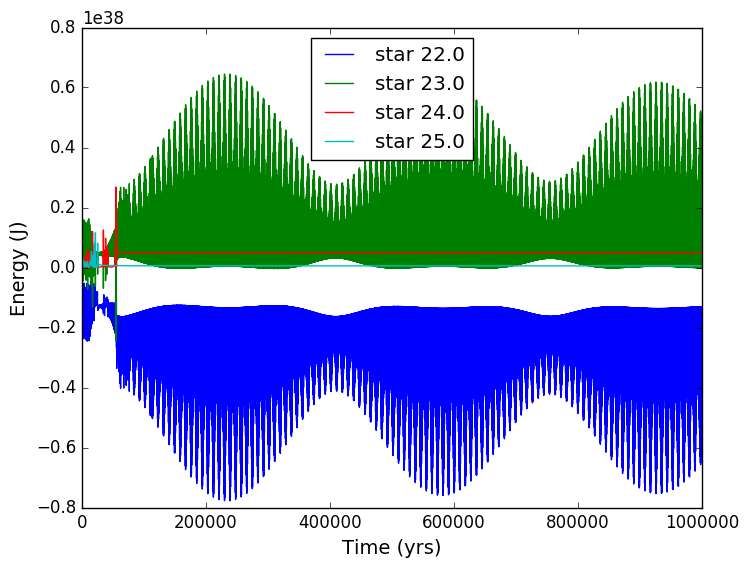 1e38
0.8
0.6
0.4
0.2
0.0
−0.2
−0.4
−0.6
−0.8
Energy (J)
star 22.0
star 23.0
star 24.0
star 25.0
0 200000 400000 600000 800000 1000000
Time (yrs)